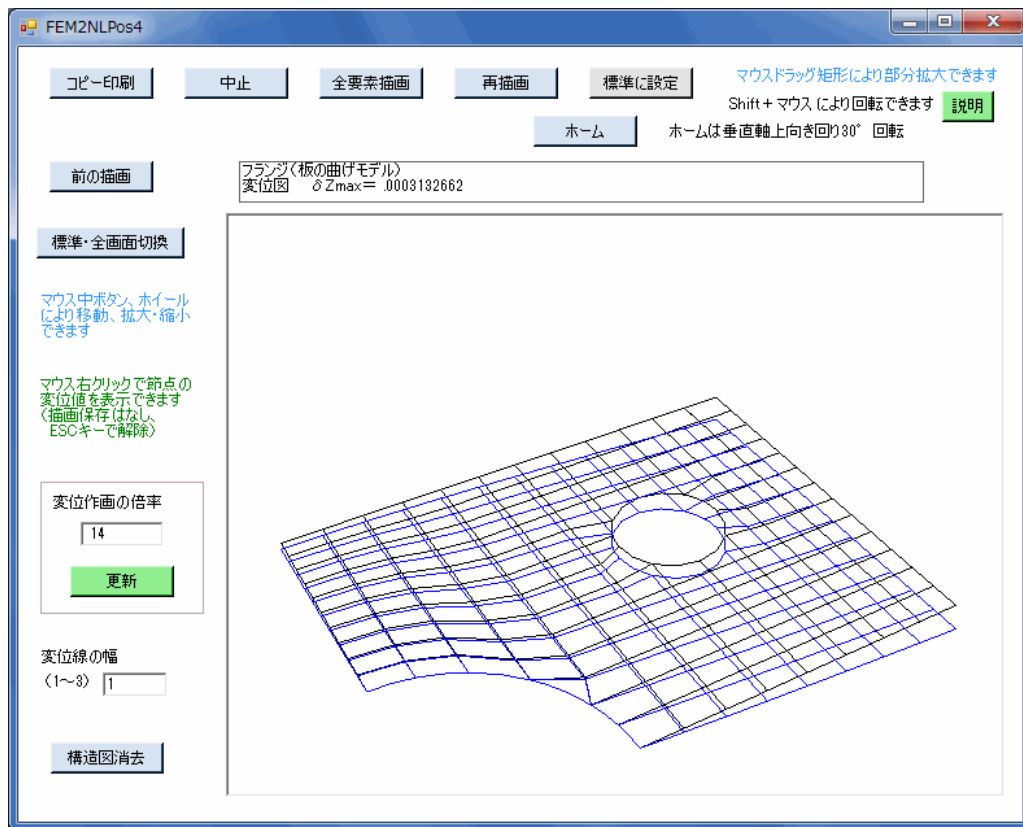 FEM2NLPos4
コピー印刷
中止
全要素描画
再描画
標準に設定
マウスドラッグ矩形により部分拡大できます
Shift+マウスにより回転できます
説明
ホーム
ホームは垂直軸上向き回り30°回転
前の描画
フランジ(板の曲げモデル)
変位図 δZmax= .0003132662
標準・全画面切換
マウス中ボタン、ホイール
により移動、拡大・縮小
できます
マウス右クリックで節点の
変位値を表示できます
(描画保存はなし、
ESCキーで解除)
変位作画の倍率
14
更新
変位線の幅
(1~3) 1
構造図消去